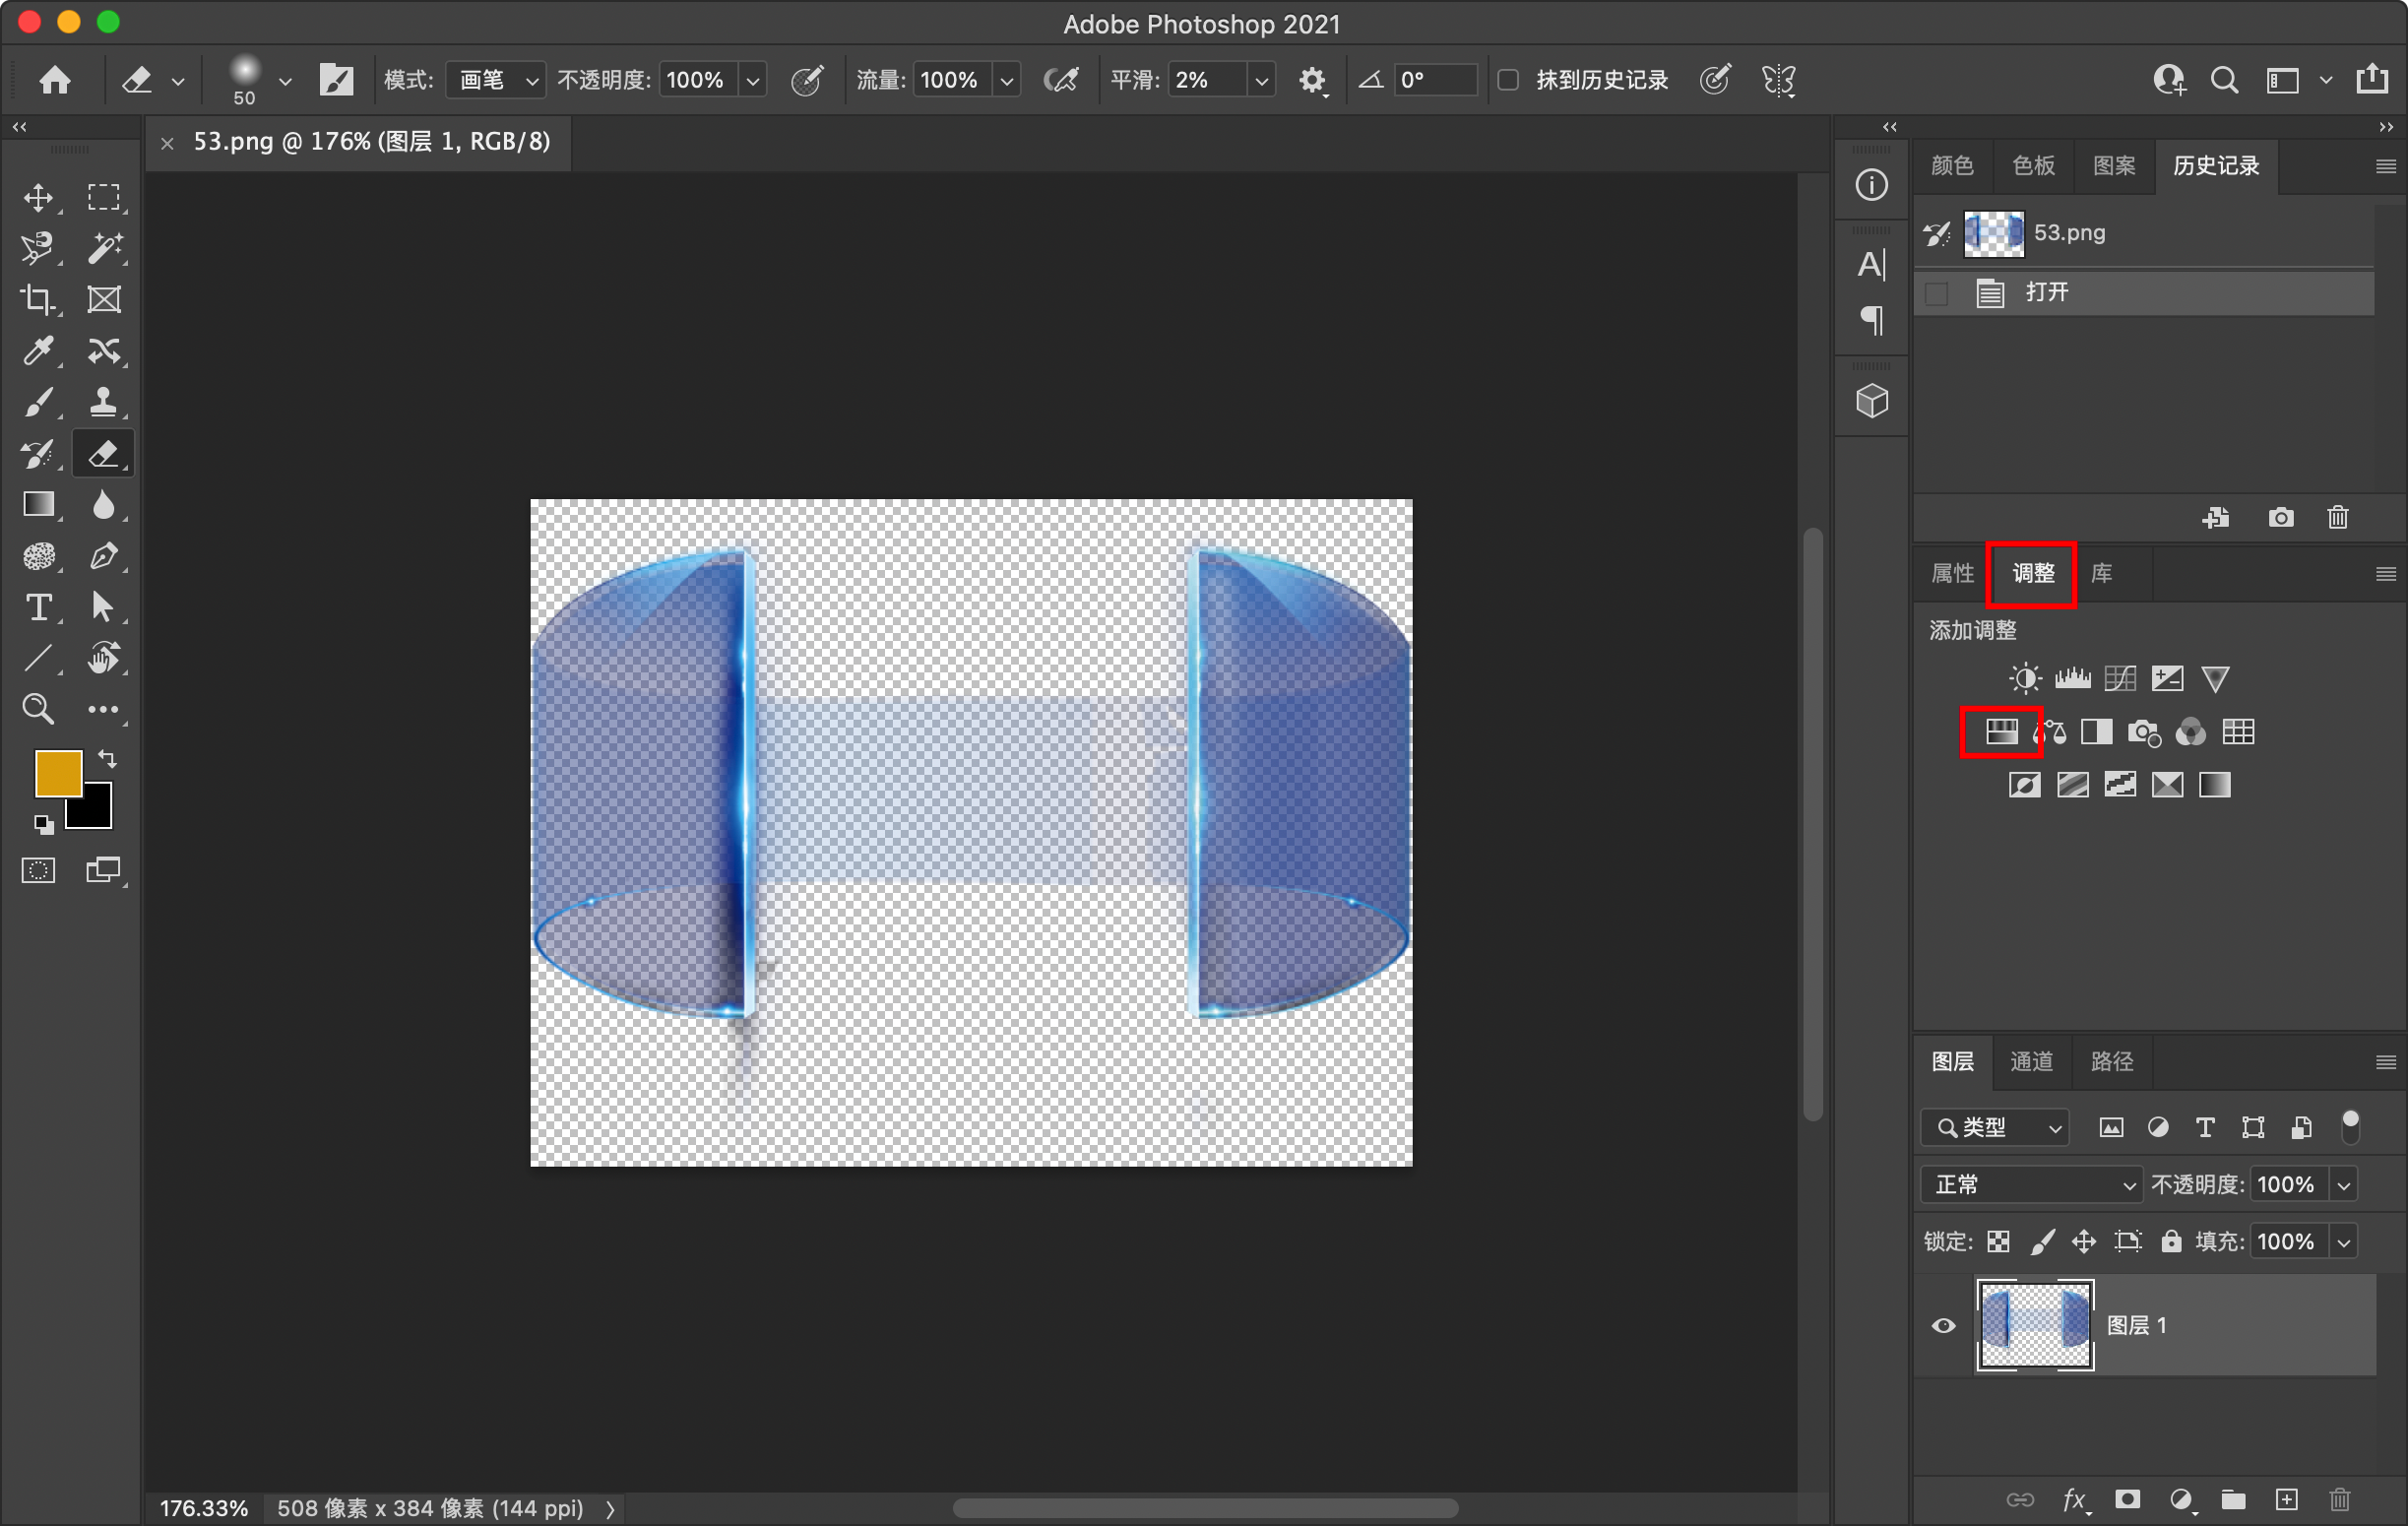 Adobe Photoshop 2021
50
模式: 画笔 不透明度: 100% 流量: 100% 平滑: 2% 0° 抹到历史记录
53.png @ 176% (图层 1, RGB/8)
颜色 色板 图案 历史记录
53.png
打开
属性 调整 库
添加调整
图层 通道 路径
类型
正常 不透明度: 100%
锁定: 填充: 100%
图层 1
fx
176.33% 508 像素 x 384 像素 (144 ppi)